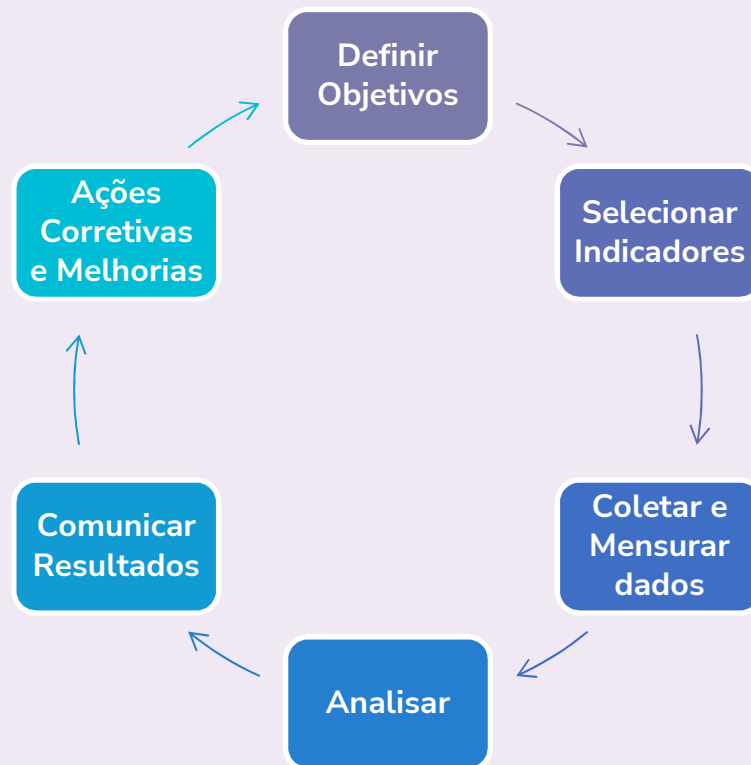 Definir
Objetivos
Selecionar
Indicadores
Coletar e
Mensurar
dados
Analisar
Comunicar
Resultados
Ações
Corretivas
e Melhorias